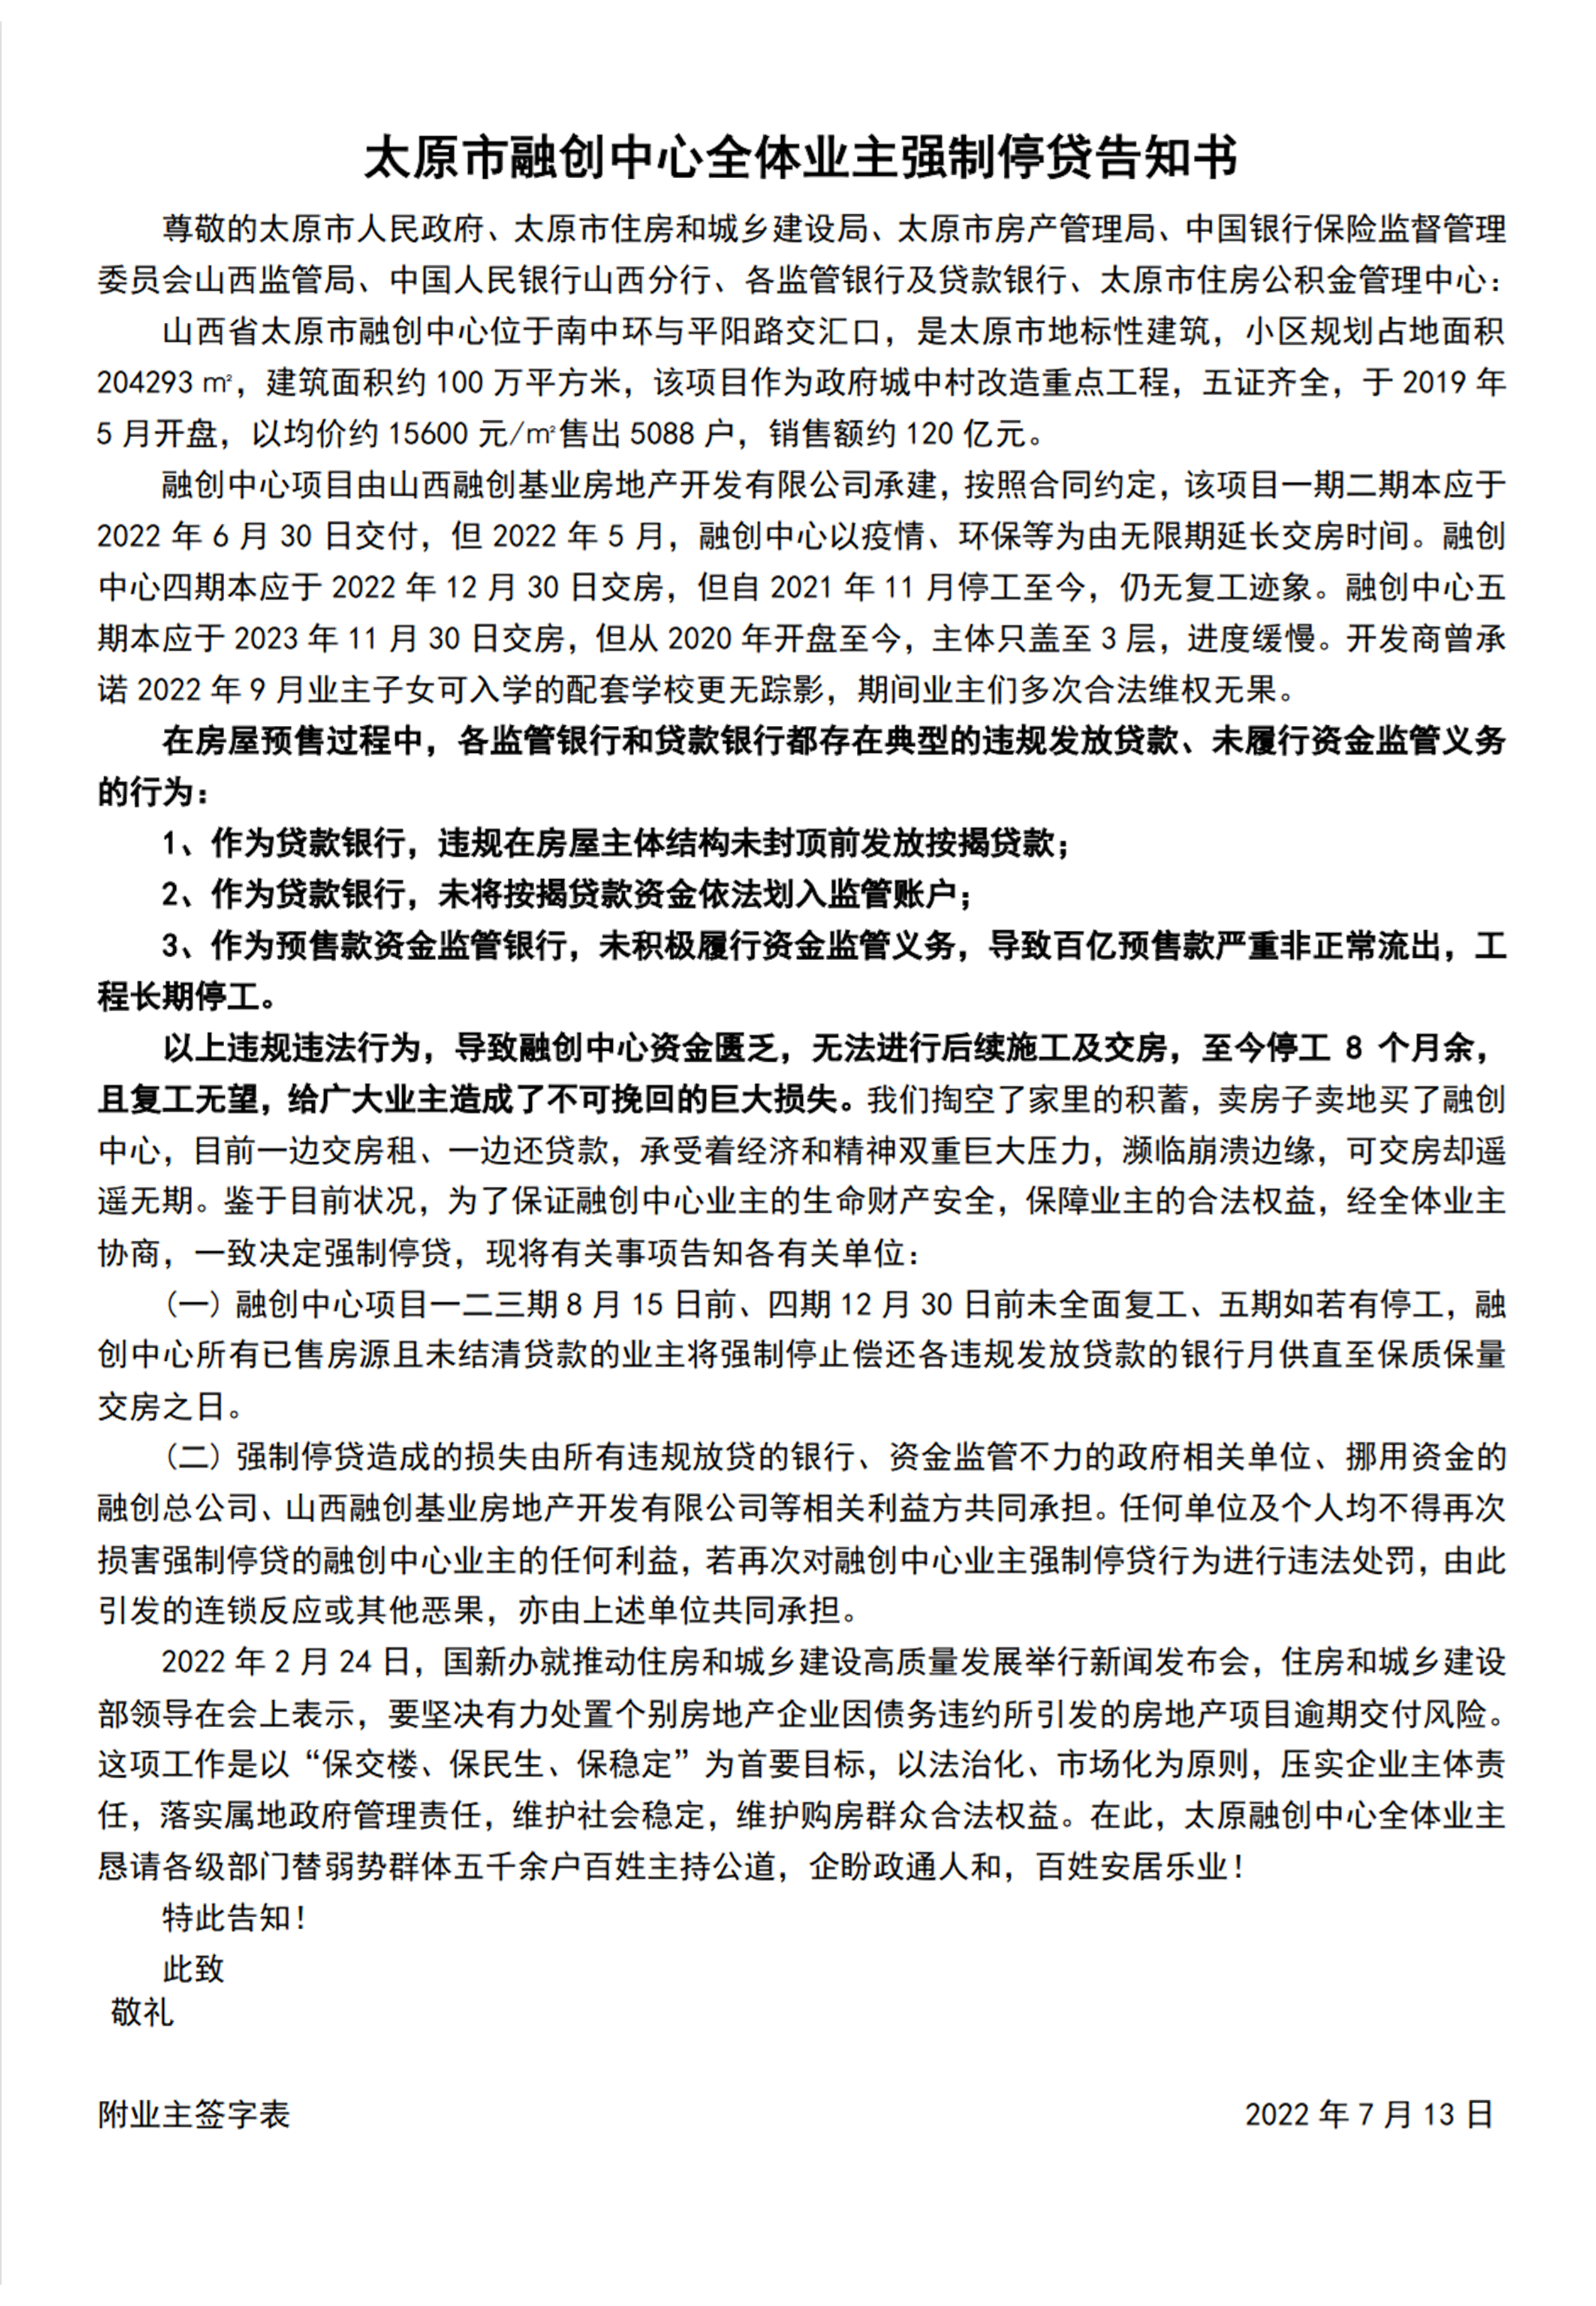 太原市融创中心全体业主强制停贷告知书
尊敬的太原市人民政府、太原市住房和城乡建设局、太原市房产管理局、中国银行保险监督管理
委员会山西监管局、中国人民银行山西分行、各监管银行及贷款银行、太原市住房公积金管理中心：
山西省太原市融创中心位于南中环与平阳路交汇口，是太原市地标性建筑，小区规划占地面积
204293 ㎡，建筑面积约 100 万平方米，该项目作为政府城中村改造重点工程，五证齐全，于 2019 年
5 月开盘，以均价约 15600 元/㎡售出 5088 户，销售额约 120 亿元。
融创中心项目由山西融创基业房地产开发有限公司承建，按照合同约定，该项目一期二期本应于
2022 年 6 月 30 日交付，但 2022 年 5 月，融创中心以疫情、环保等为由无限期延长交房时间。融创
中心四期本应于 2022 年 12 月 30 日交房，但自 2021 年 11 月停工至今，仍无复工迹象。融创中心五
期本应于 2023 年 11 月 30 日交房，但从 2020 年开盘至今，主体只盖至 3 层，进度缓慢。开发商曾承
诺 2022 年 9 月业主子女可入学的配套学校更无踪影，期间业主们多次合法维权无果。
在房屋预售过程中，各监管银行和贷款银行都存在典型的违规发放贷款、未履行资金监管义务
的行为：
1、作为贷款银行，违规在房屋主体结构未封顶前发放按揭贷款；
2、作为贷款银行，未将按揭贷款资金依法划入监管账户；
3、作为预售款资金监管银行，未积极履行资金监管义务，导致百亿预售款严重非正常流出，工
程长期停工。
以上违规违法行为，导致融创中心资金匮乏，无法进行后续施工及交房，至今停工 8 个月余，
且复工无望，给广大业主造成了不可挽回的巨大损失。我们掏空了家里的积蓄，卖房子卖地买了融创
中心，目前一边交房租、一边还贷款，承受着经济和精神双重巨大压力，濒临崩溃边缘，可交房却遥
遥无期。鉴于目前状况，为了保证融创中心业主的生命财产安全，保障业主的合法权益，经全体业主
协商，一致决定强制停贷，现将有关事项告知各有关单位：
（一）融创中心项目一二三期 8 月 15 日前、四期 12 月 30 日前未全面复工、五期如若有停工，融
创中心所有已售房源且未结清贷款的业主将强制停止偿还各违规发放贷款的银行月供直至保质保量
交房之日。
（二）强制停贷造成的损失由所有违规放贷的银行、资金监管不力的政府相关单位、挪用资金的
融创总公司、山西融创基业房地产开发有限公司等相关利益方共同承担。任何单位及个人均不得再次
损害强制停贷的融创中心业主的任何利益，若再次对融创中心业主强制停贷行为进行违法处罚，由此
引发的连锁反应或其他恶果，亦由上述单位共同承担。
2022 年 2 月 24 日，国新办就推动住房和城乡建设高质量发展举行新闻发布会，住房和城乡建设
部领导在会上表示，要坚决有力处置个别房地产企业因债务违约所引发的房地产项目逾期交付风险。
这项工作是以“保交楼、保民生、保稳定”为首要目标，以法治化、市场化为原则，压实企业主体责
任，落实属地政府管理责任，维护社会稳定，维护购房群众合法权益。在此，太原融创中心全体业主
恳请各级部门替弱势群体五千余户百姓主持公道，企盼政通人和，百姓安居乐业！
特此告知！
此致
敬礼
附业主签字表 2022 年 7 月 13 日